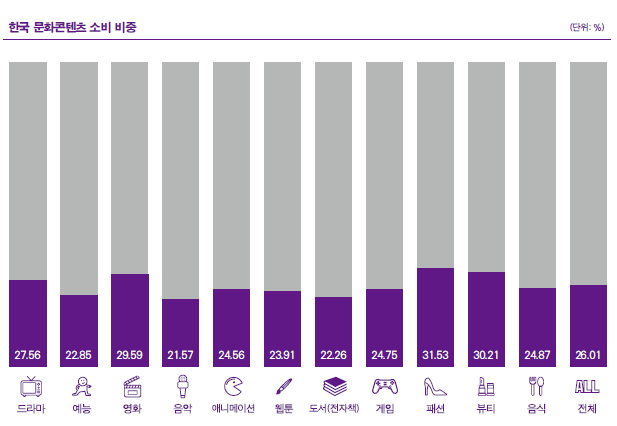 한국 문화콘텐츠 소비 비중
(단위: %)
27.56 22.85 29.59 21.57 24.56 23.91 22.26 24.75 31.53 30.21 24.87 26.01
ALL
드라마 예능 영화 음악 애니메이션 웹툰 도서(전자책) 게임 패션 뷰티 음식 전체